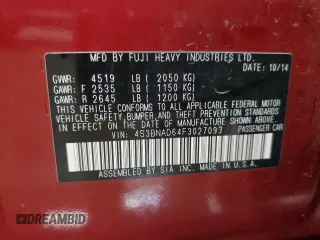 MFD. BY FUJI HEAVY INDUSTRIES LTD.
DATE: 10/14
GVWR: 4519 LB ( 2050 KG)
GAWR: F 2535 LB ( 1150 KG)
GAWR: R 2645 LB ( 1200 KG)
THIS VEHICLE CONFORMS TO ALL APPLICABLE
FEDERAL MOTOR VEHICLE SAFETY, BUMPER,
AND THEFT PREVENTION STANDARDS
IN EFFECT ON THE DATE OF
MANUFACTURE SHOWN ABOVE.
VIN: 4S3BNAD64F3027093 PASSENGER CAR
ASSEMBLED BY SIA INC. MADE IN U.S.A.
DREAMBID